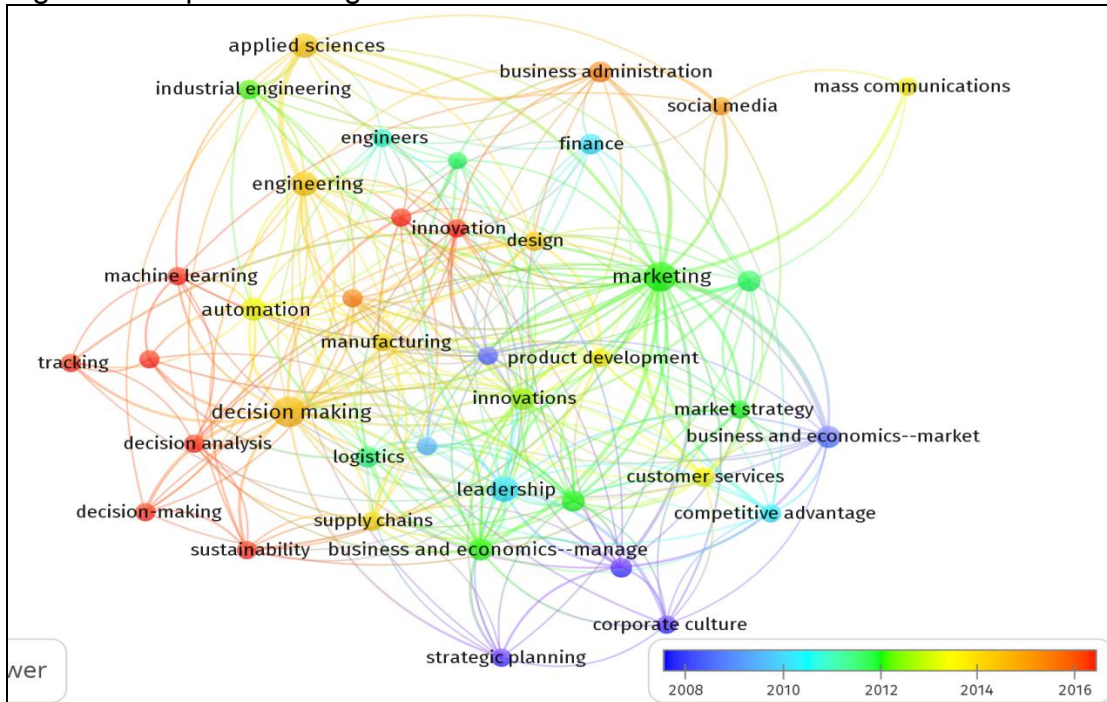 applied sciences
business administration
mass communications
industrial engineering
social media
engineers
finance
engineering
innovation
design
machine learning
marketing
automation
manufacturing
product development
tracking
decision making
innovations
market strategy
business and economics--market
decision analysis
logistics
customer services
leadership
decision-making
competitive advantage
supply chains
sustainability
business and economics--manage
corporate culture
strategic planning
wer
2008 2010 2012 2014 2016